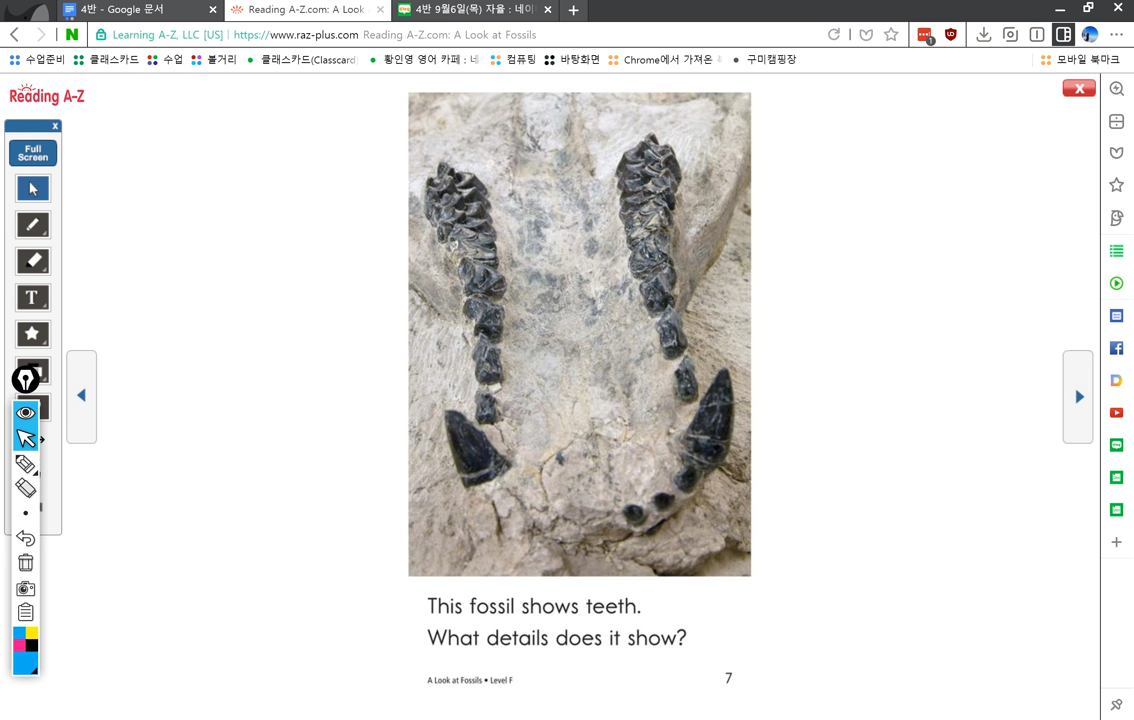 4반 - Google 문서
Reading A-Z.com: A Look
4반 9월6일(목) 자율 : 네이
Learning A-Z, LLC [US]
https://www.raz-plus.com
Reading A-Z.com: A Look at Fossils
수업준비
클래스카드
수업
볼거리
클래스카드(Classcard
황인영 영어 카페 : 네
컴퓨팅
바탕화면
Chrome에서 가져온
구미캠핑장
모바일 북마크
Reading A-Z
x
Full
Screen
T
X
This fossil shows teeth.
What details does it show?
A Look at Fossils • Level F
7